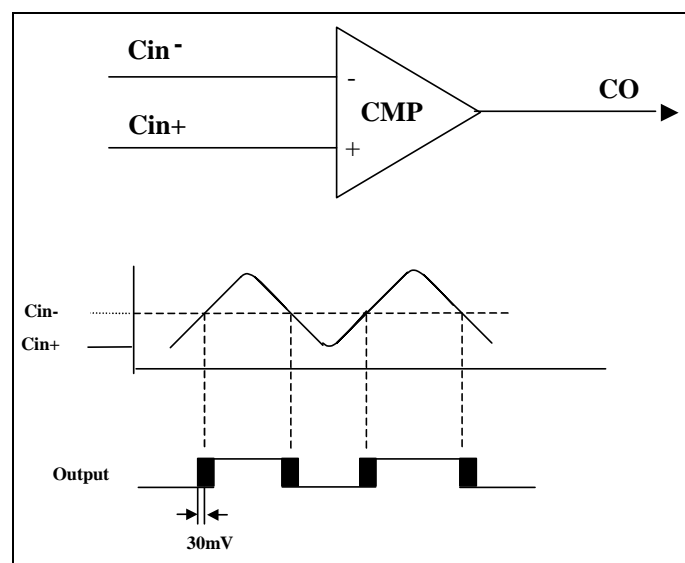 Cin-
-
CO
CMP
Cin+
+
Cin-
Cin+
Output
30mV